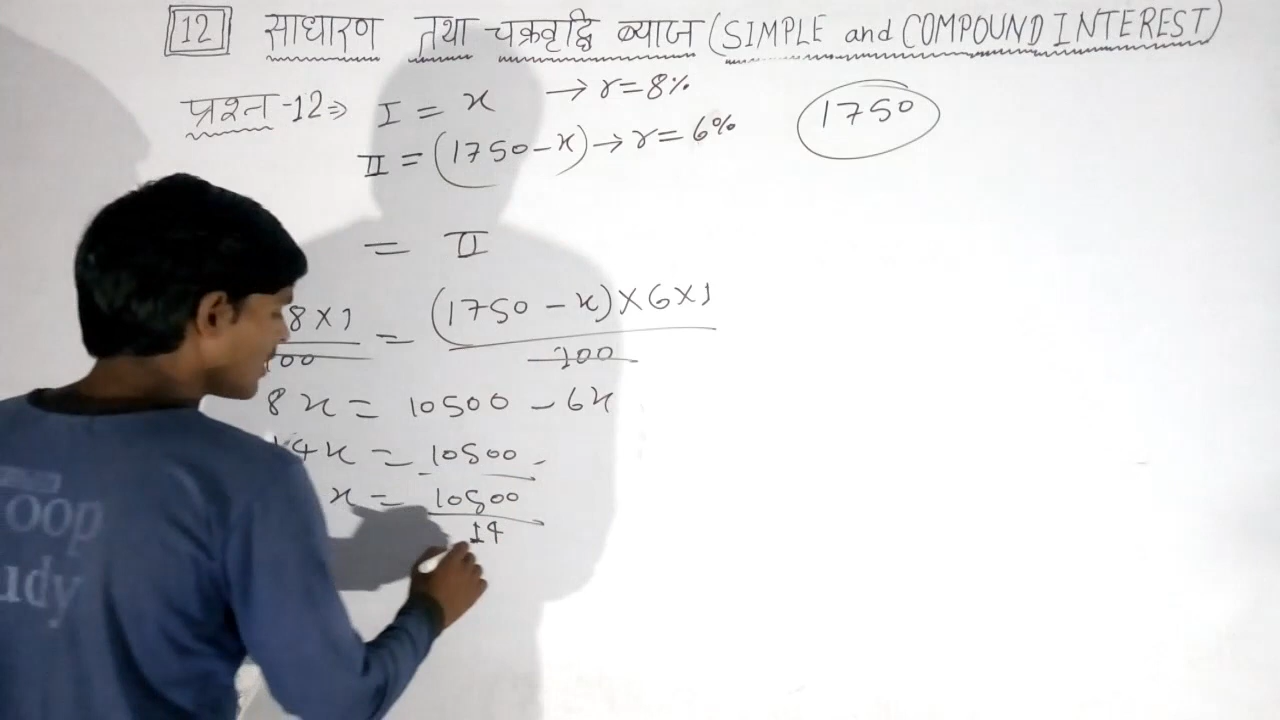 12 साधारण तथा चक्रवृद्धि ब्याज (SIMPLE and COMPOUND INTEREST)
प्रश्न-12⇒ I = x → r=8%
1750
II = (1750-x) → r= 6%
= II
8×1 / 100 = (1750-x)×6×1 / 100
8x = 10500 - 6x
14x = 10500
x = 10500 / 14
oop
udy